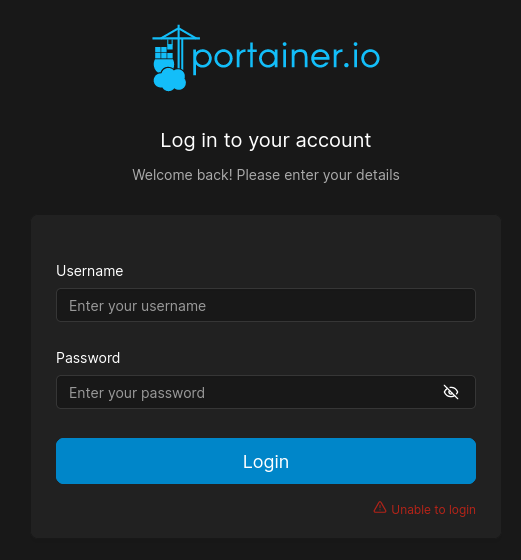 portainer.io
Log in to your account
Welcome back! Please enter your details
Username
Enter your username
Password
Enter your password
Login
Unable to login